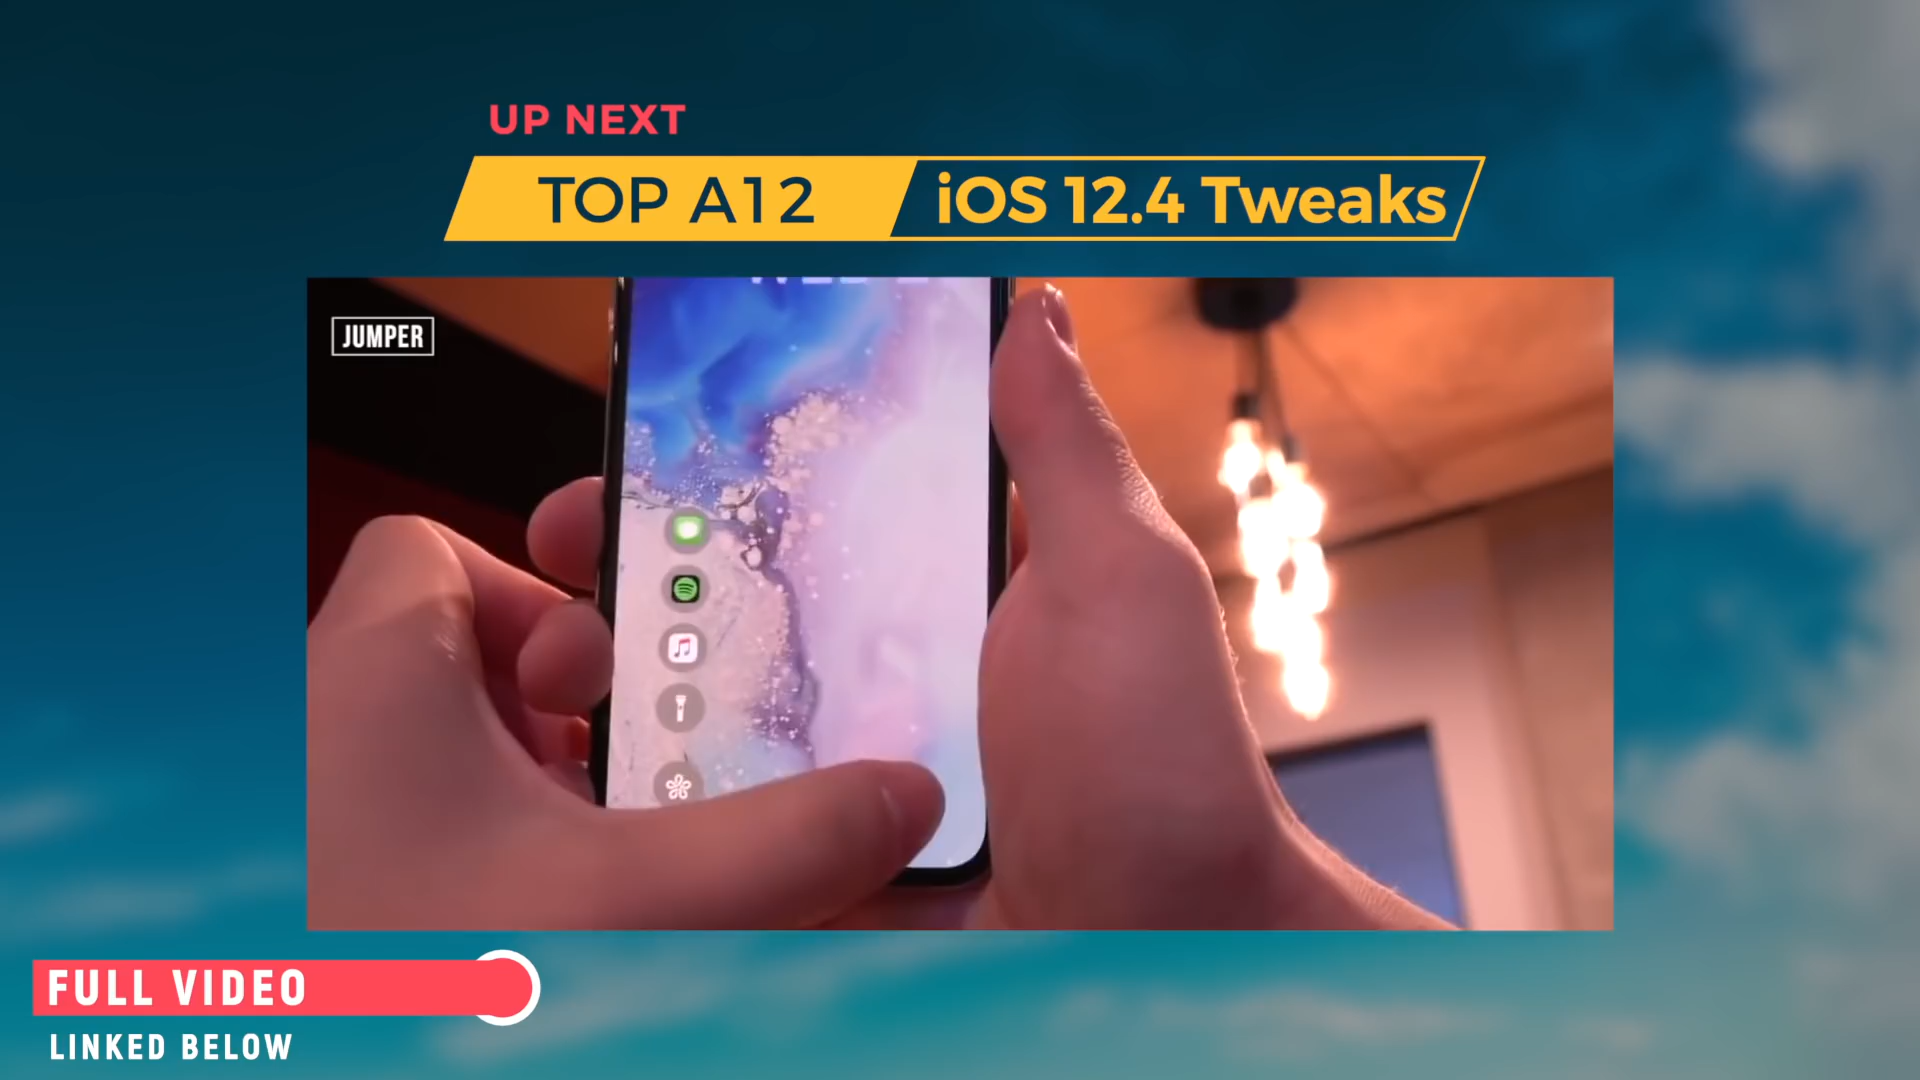 UP NEXT
TOP A12
iOS 12.4 Tweaks
JUMPER
FULL VIDEO
LINKED BELOW